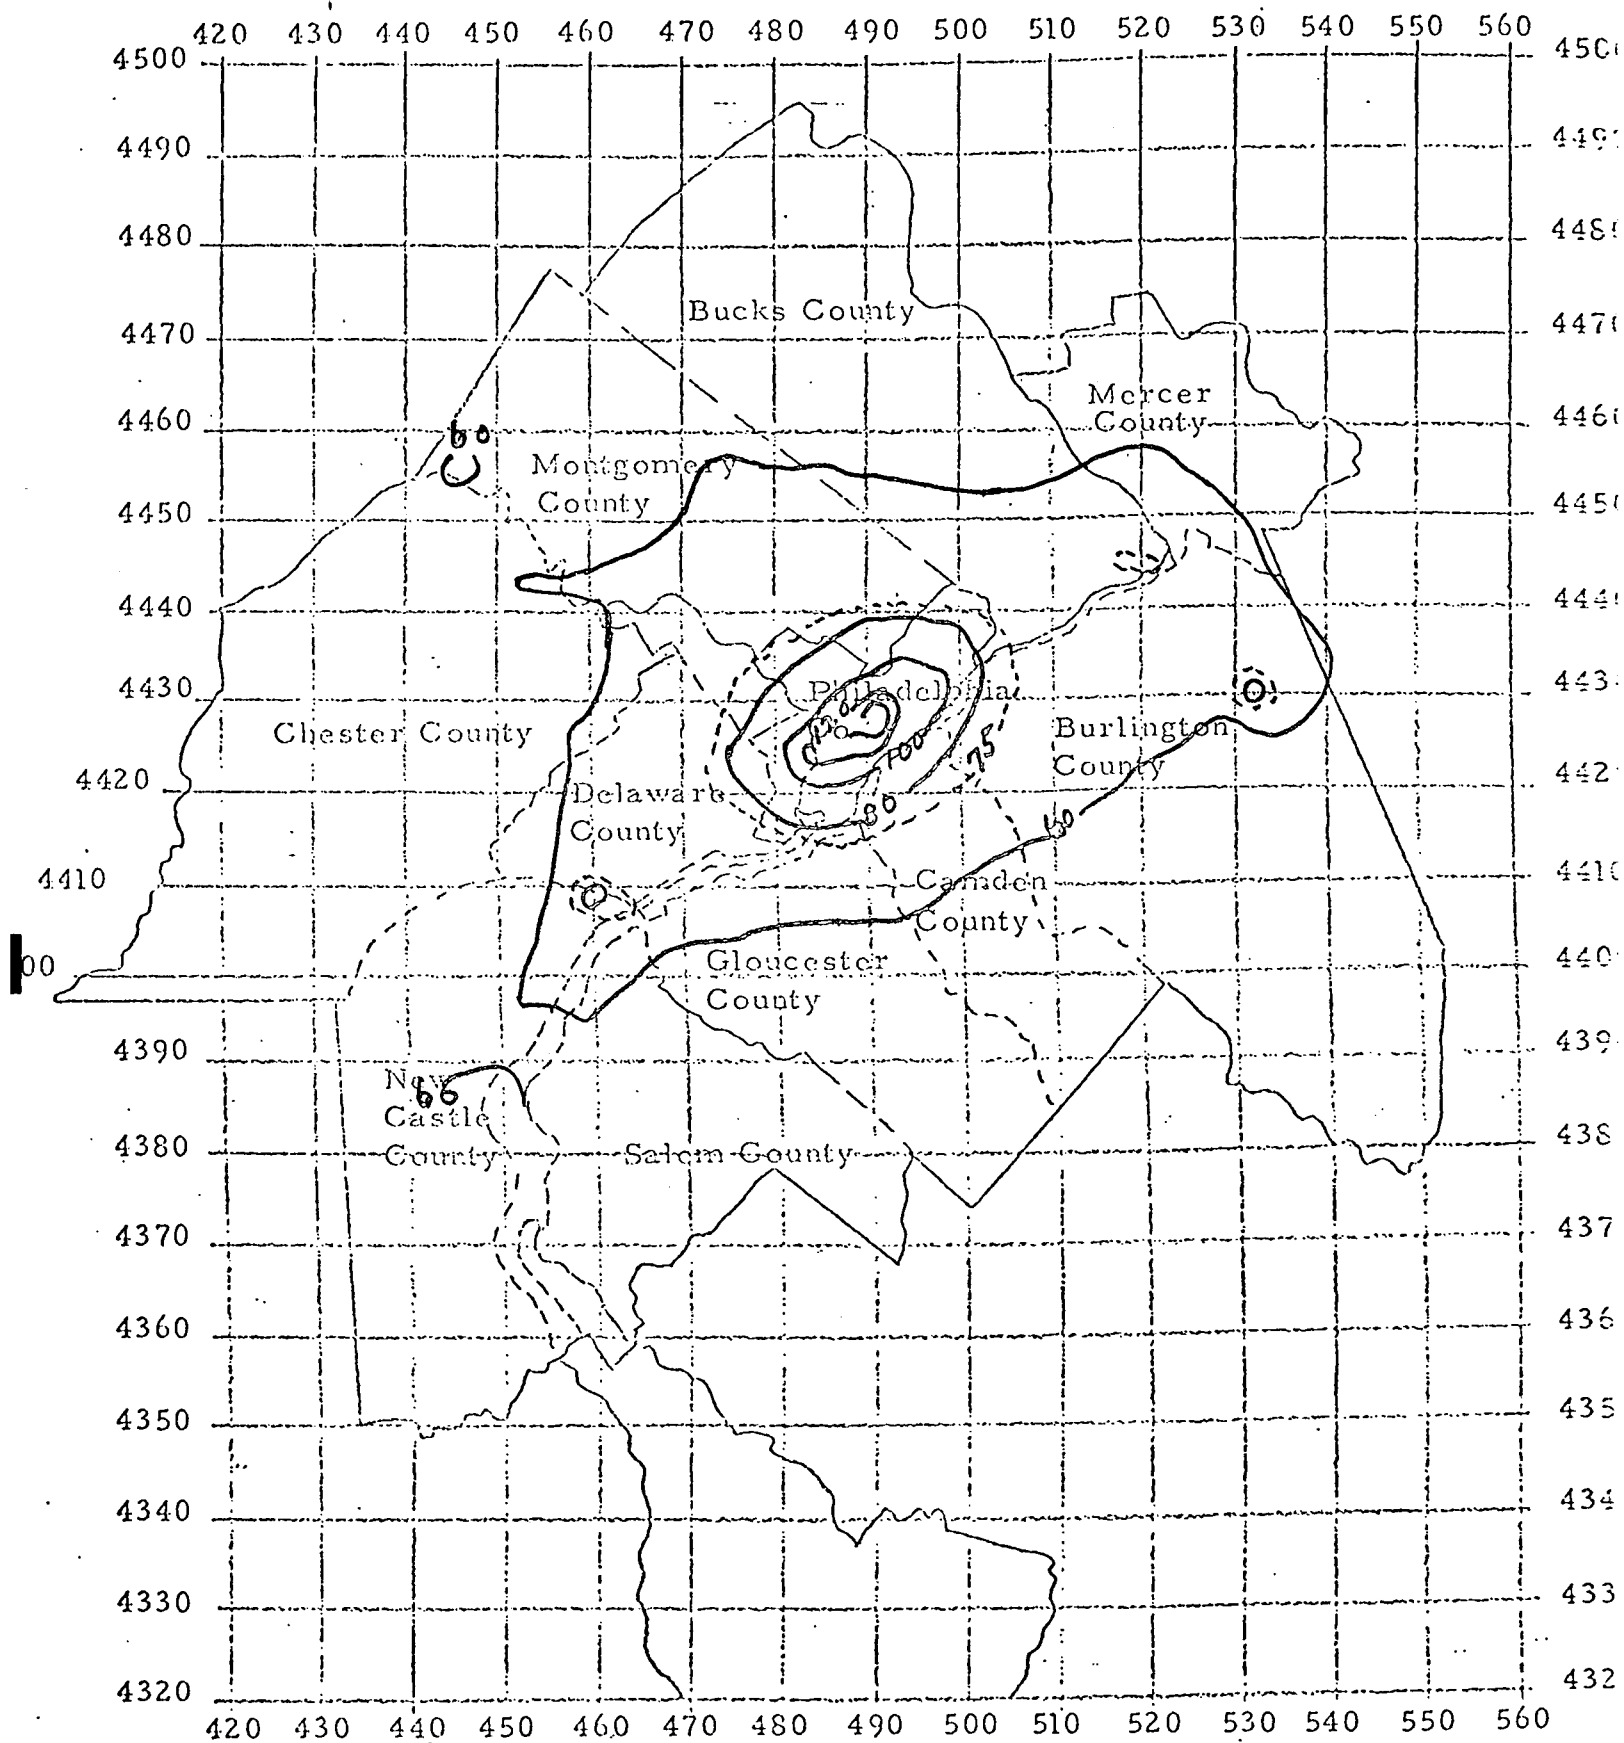 420 430 440 450 460 470 480 490 500 510 520 530 540 550 560
4500
4490
4480
Bucks County
4470
Mercer
4460 County
60
Montgomery
County
4450
4440
4430 Philadelphia
Chester County Burlington
County
100
75
4420
Delaware
80
County
60
4410 4410
Camden
County
00
Gloucester
County
4390
New
66
Castle
4380 County Salem County
4370
4360
4350
4340
4330
4320
420 430 440 450 460 470 480 490 500 510 520 530 540 550 560